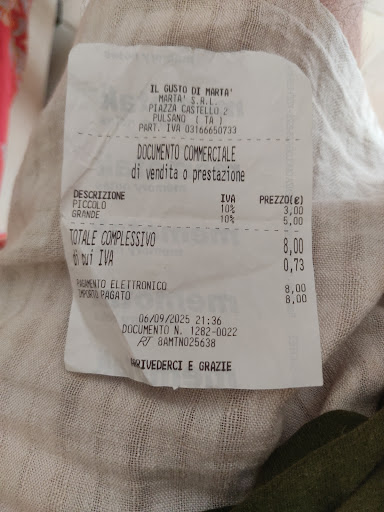 IL GUSTO DI MARTA'
MARTA' S.R.L.
PIAZZA CASTELLO 2
PULSANO ( TA )
PART. IVA 03166650733
DOCUMENTO COMMERCIALE
di vendita o prestazione
DESCRIZIONE IVA PREZZO(€)
PICCOLO 10% 3,00
GRANDE 10% 5,00
TOTALE COMPLESSIVO 8,00
di cui IVA 0,73
PAGAMENTO ELETTRONICO 8,00
IMPORTO PAGATO 8,00
06/09/2025 21:36
DOCUMENTO N. 1282-0022
RT 8AMTN025638
ARRIVEDERCI E GRAZIE